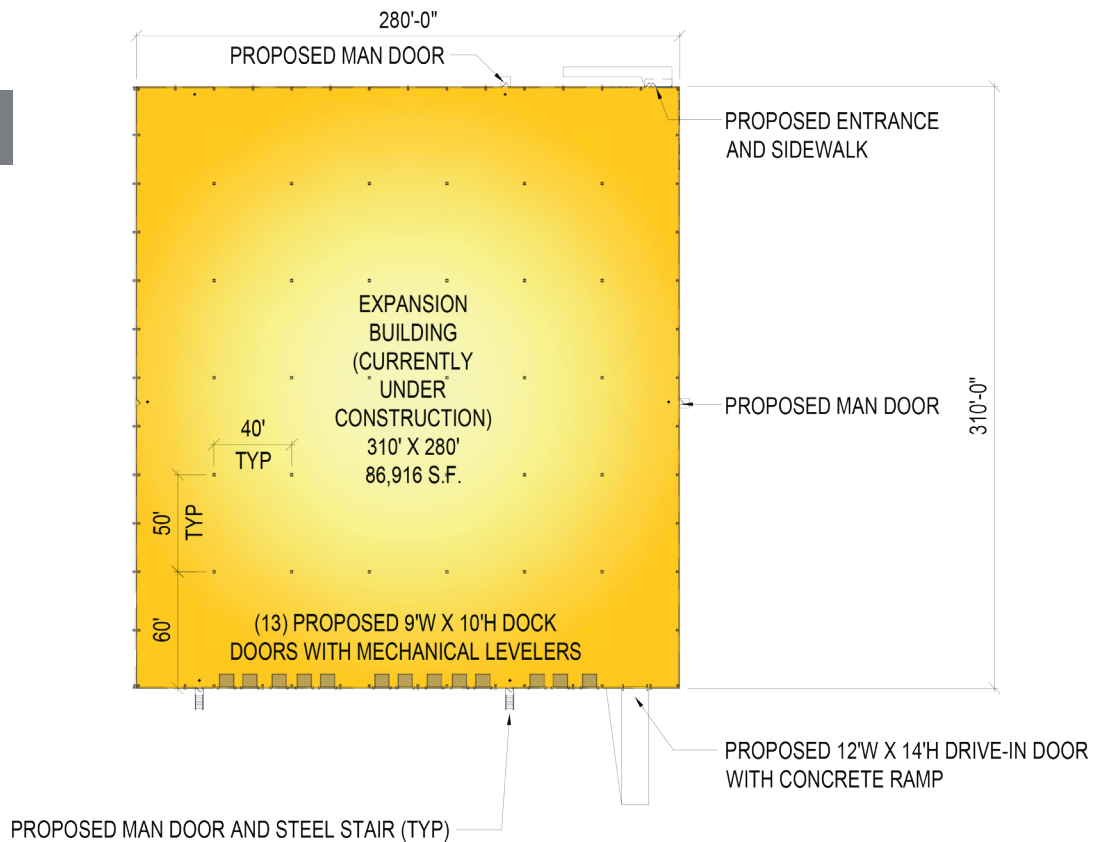 280'-0"
PROPOSED MAN DOOR
PROPOSED ENTRANCE
AND SIDEWALK
EXPANSION
BUILDING
(CURRENTLY
UNDER
CONSTRUCTION)
310' X 280'
86,916 S.F.
310'-0"
PROPOSED MAN DOOR
40'
TYP
50'
TYP
60'
(13) PROPOSED 9'W X 10'H DOCK
DOORS WITH MECHANICAL LEVELERS
PROPOSED 12'W X 14'H DRIVE-IN DOOR
WITH CONCRETE RAMP
PROPOSED MAN DOOR AND STEEL STAIR (TYP)